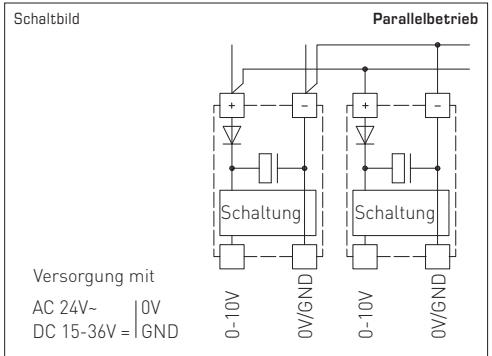 Schaltbild
Parallelbetrieb
+ − + −
Schaltung Schaltung
Versorgung mit
AC 24V~ | 0V
DC 15-36V = | GND
0-10V
0V/GND
0-10V
0V/GND